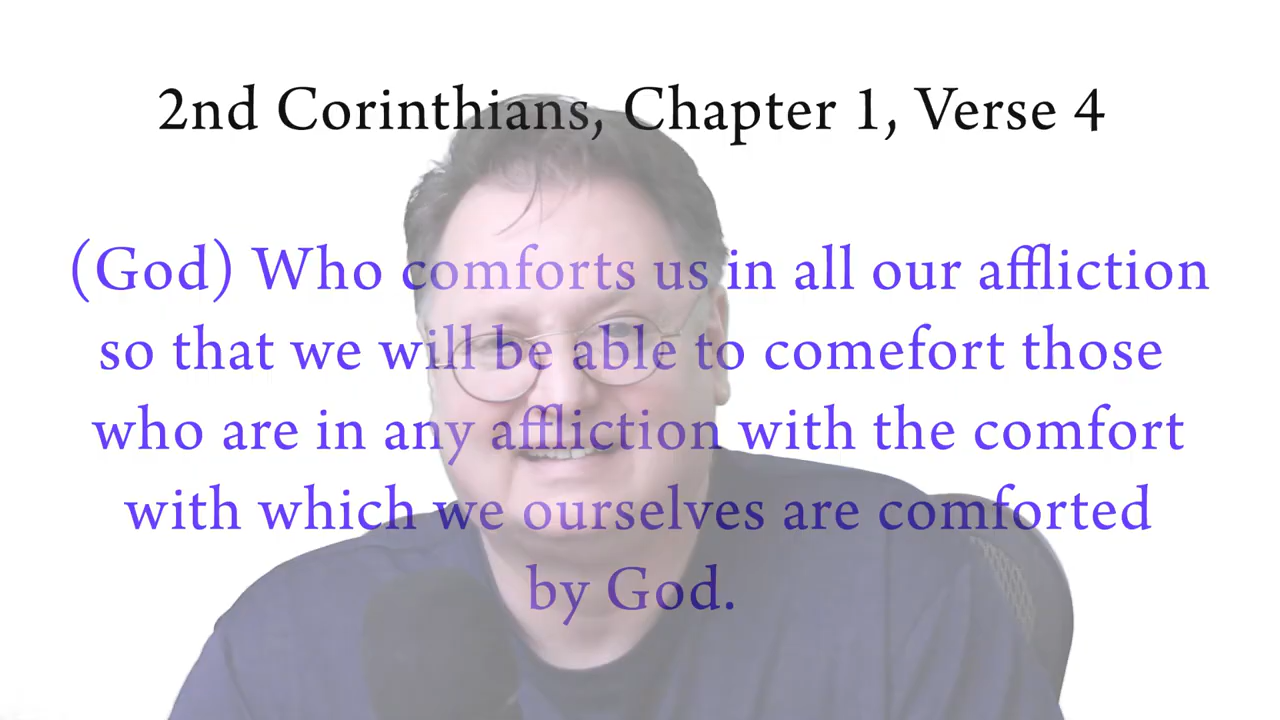 2nd Corinthians, Chapter 1, Verse 4
(God) Who comforts us in all our affliction
so that we will be able to comefort those
who are in any affliction with the comfort
with which we ourselves are comforted
by God.